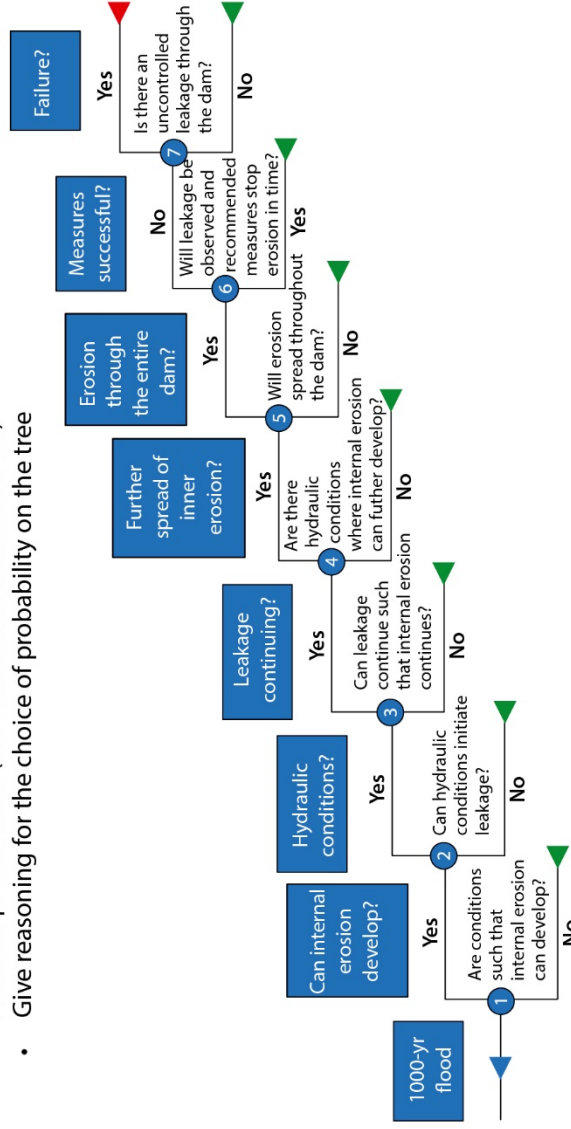 • Give reasoning for the choice of probability on the tree
1000-yr
flood
Can internal
erosion
develop?
Hydraulic
conditions?
Leakage
continuing?
Further
spread of
inner
erosion?
Erosion
through
the entire
dam?
Measures
successful?
Failure?
1
Are conditions
such that
internal erosion
can develop?
Yes
No
2
Can hydraulic
conditions initiate
leakage?
Yes
No
3
Can leakage
continue such
that internal erosion
continues?
Yes
No
4
Are there
hydraulic
conditions
where internal erosion
can futher develop?
Yes
No
5
Will erosion
spread throughout
the dam?
Yes
No
6
Will leakage be
observed and
recommended
measures stop
erosion in time?
No
Yes
7
Is there an
uncontrolled
leakage through
the dam?
Yes
No